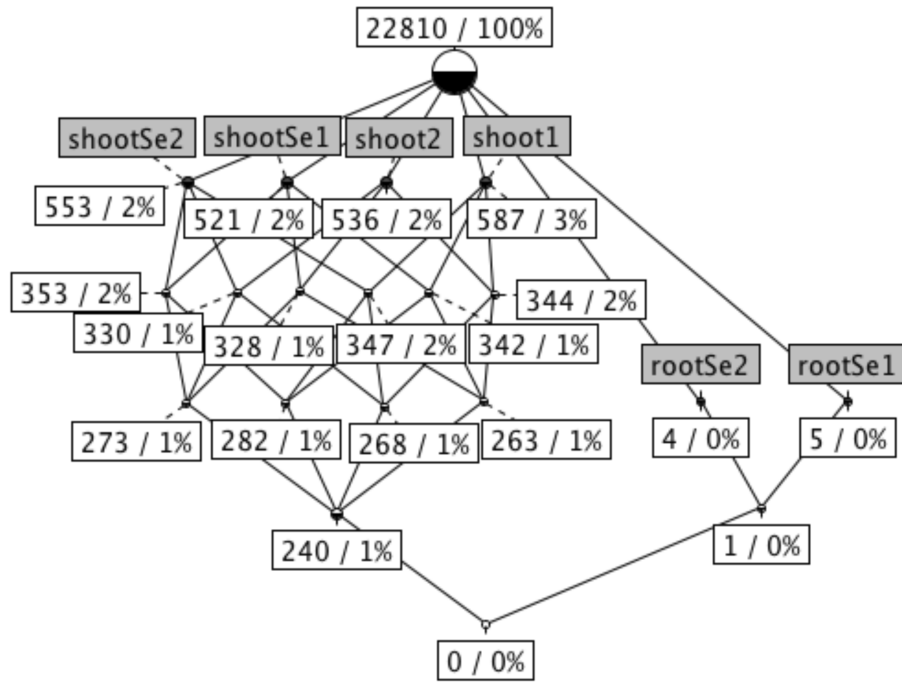 22810 / 100%
shootSe2
shootSe1
shoot2
shoot1
553 / 2%
521 / 2%
536 / 2%
587 / 3%
353 / 2%
344 / 2%
330 / 1%
328 / 1%
347 / 2%
342 / 1%
rootSe2
rootSe1
273 / 1%
282 / 1%
268 / 1%
263 / 1%
4 / 0%
5 / 0%
240 / 1%
1 / 0%
0 / 0%